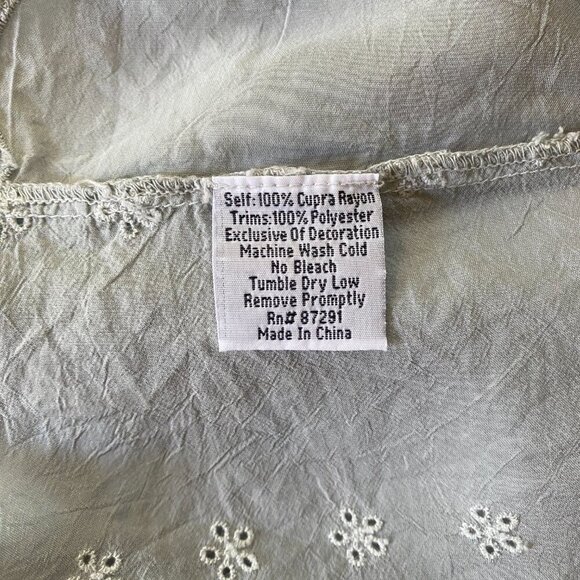 Self:100% Cupra Rayon
Trims:100% Polyester
Exclusive Of Decoration
Machine Wash Cold
No Bleach
Tumble Dry Low
Remove Promptly
Rn# 87291
Made In China